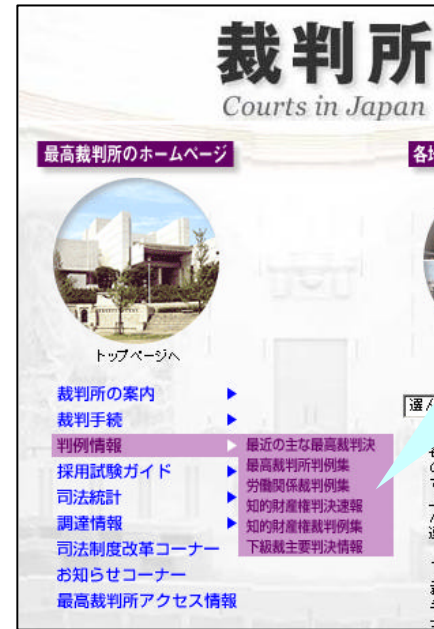 裁判所
Courts in Japan
最高裁判所のホームページ
トップページへ
裁判所の案内
裁判手続
判例情報
最近の主な最高裁判決
最高裁判所判例集
労働関係裁判例集
知的財産権判決速報
知的財産権裁判例集
下級裁主要判決情報
採用試験ガイド
司法統計
調達情報
司法制度改革コーナー
お知らせコーナー
最高裁判所アクセス情報